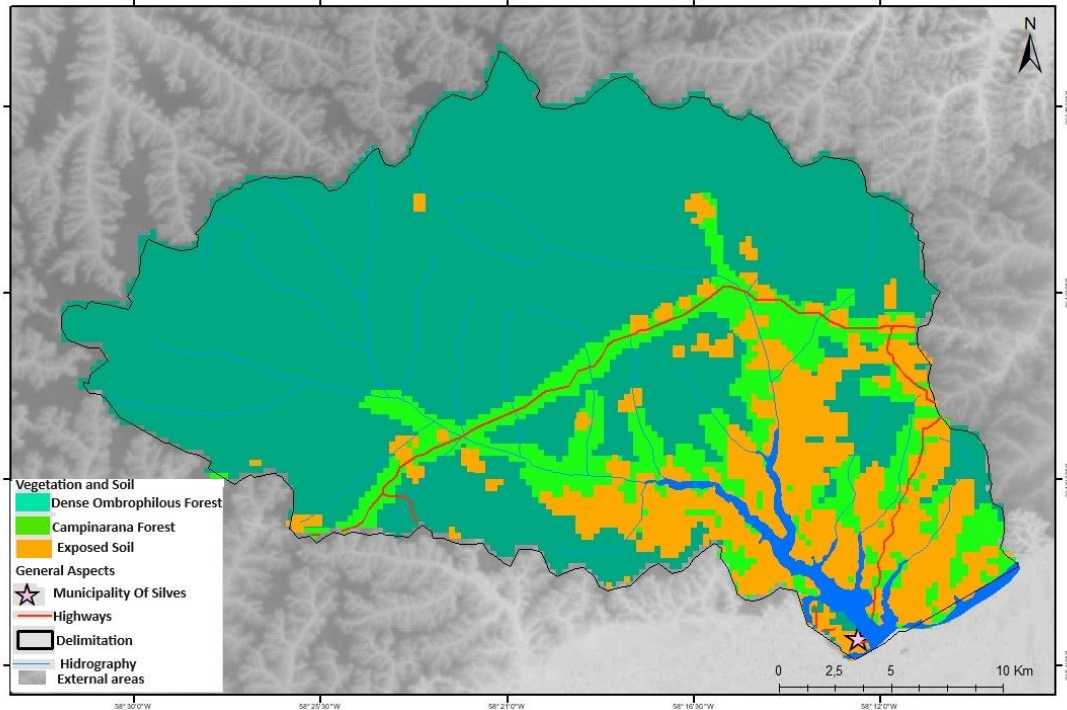 N
Vegetation and Soil
Dense Ombrophilous Forest
Campinarana Forest
Exposed Soil
General Aspects
Municipality Of Silves
Highways
Delimitation
Hidrography
External areas
0 2,5 5 10 Km
58°30'0"W 58°25'30"W 58°21'0"W 58°16'30"W 58°12'0"W